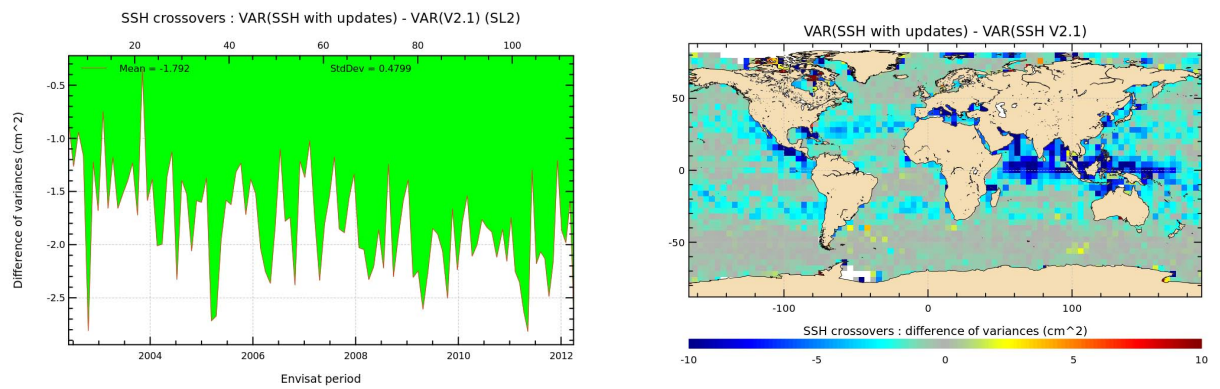 SSH crossovers : VAR(SSH with updates) - VAR(V2.1) (SL2)
20 40 60 80 100
Mean = -1.792 StdDev = 0.4799
Difference of variances (cm^2)
-0.5
-1.0
-1.5
-2.0
-2.5
2004 2006 2008 2010 2012
Envisat period
VAR(SSH with updates) - VAR(SSH V2.1)
50
0
-50
-100 0 100
SSH crossovers : difference of variances (cm^2)
-10 -5 0 5 10